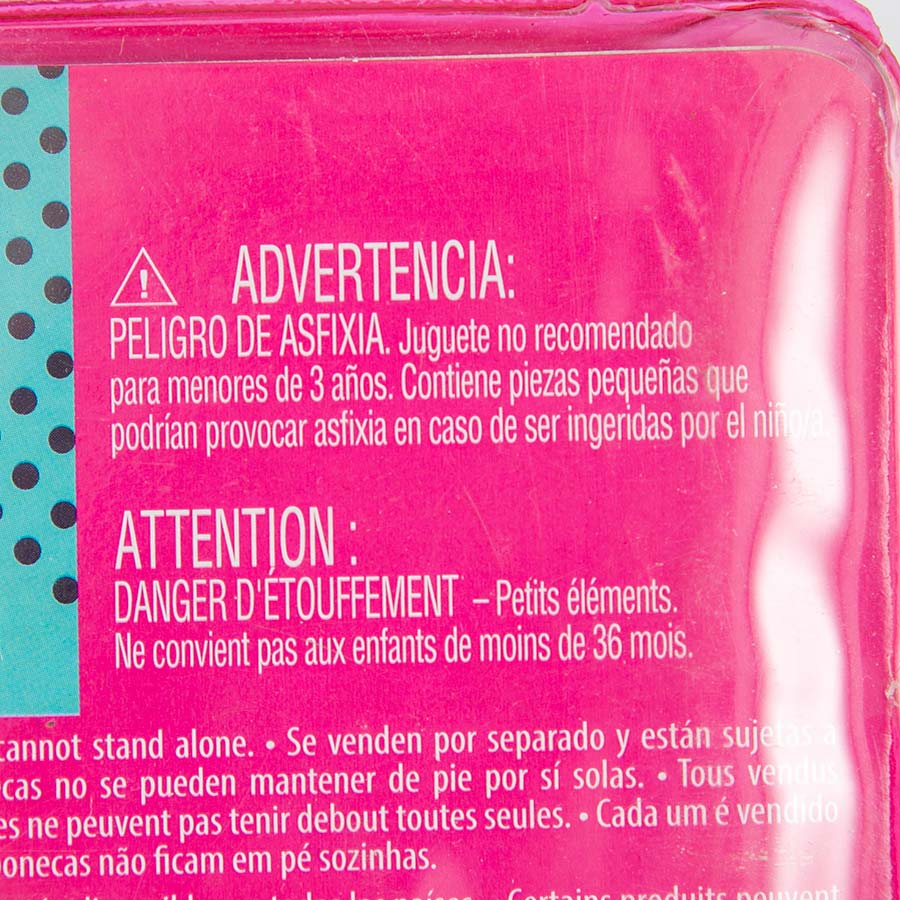 ADVERTENCIA:
PELIGRO DE ASFIXIA. Juguete no recomendado
para menores de 3 años. Contiene piezas pequeñas que
podrían provocar asfixia en caso de ser ingeridas por el niño/a.
ATTENTION :
DANGER D'ÉTOUFFEMENT – Petits éléments.
Ne convient pas aux enfants de moins de 36 mois.
cannot stand alone. • Se venden por separado y están sujetas a
ecas no se pueden mantener de pie por sí solas. • Tous vendus
es ne peuvent pas tenir debout toutes seules. • Cada um é vendido
onecas não ficam em pé sozinhas.
Certains produits peuvent